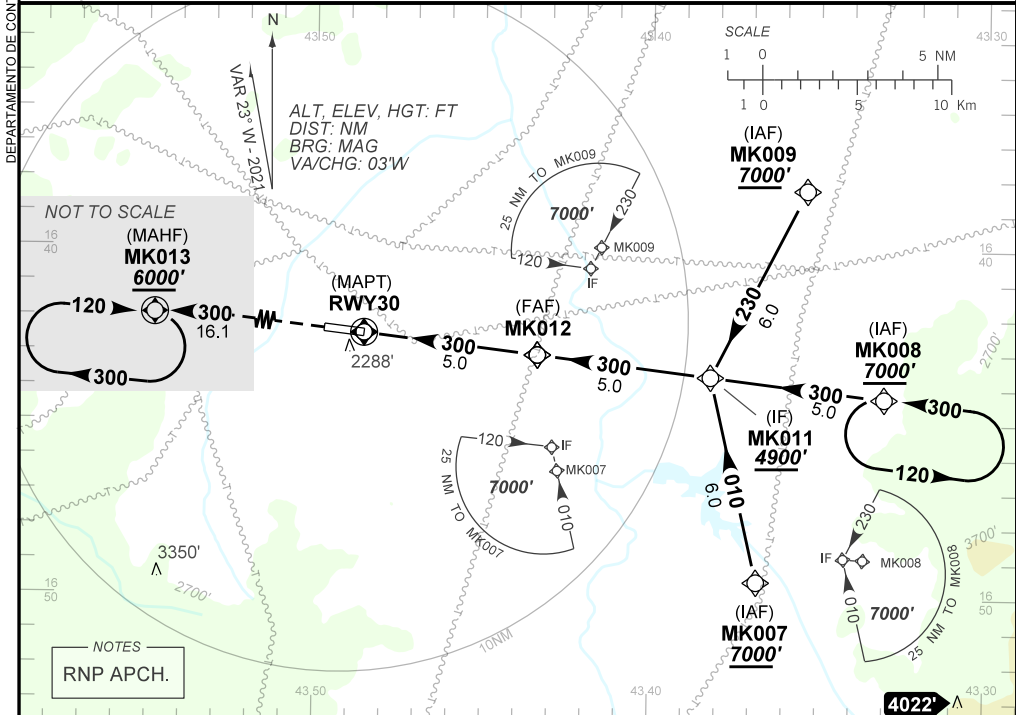 DEPARTAMENTO DE CON
43 50
43 40
43 30
SCALE
1 0 5 NM
1 0 5 10 Km
N
VAR 23° W - 2021
ALT, ELEV, HGT: FT
DIST: NM
BRG: MAG
VA/CHG: 03'W
(IAF)
MK009
7000'
25 NM TO MK009
7000'
230
MK009
120
IF
NOT TO SCALE
16
40
(MAHF)
MK013
6000'
120
300
16.1
300
(MAPT)
RWY30
2288'
300
5.0
(FAF)
MK012
300
5.0
230
6.0
16
40
(IAF)
MK008
7000'
2700'
300
5.0
300
120
(IF)
MK011
4900'
010
6.0
120
IF
MK007
7000'
010
25 NM TO MK007
230
IF
MK008
7000'
010
25 NM TO MK008
3700'
3350'
2700'
16
50
16
50
(IAF)
MK007
7000'
10NM
NOTES
RNP APCH.
43 50
43 40
43 30
4022'